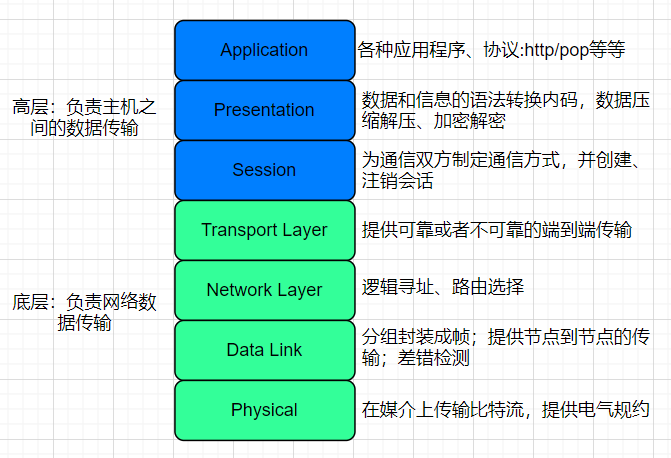 Application
各种应用程序、协议:http/pop等等
高层：负责主机之
间的数据传输
Presentation
数据和信息的语法转换内码，数据压
缩解压、加密解密
Session
为通信双方制定通信方式，并创建、
注销会话
Transport Layer
提供可靠或者不可靠的端到端传输
底层：负责网络数
据传输
Network Layer
逻辑寻址、路由选择
Data Link
分组封装成帧；提供节点到节点的传
输；差错检测
Physical
在媒介上传输比特流，提供电气规约